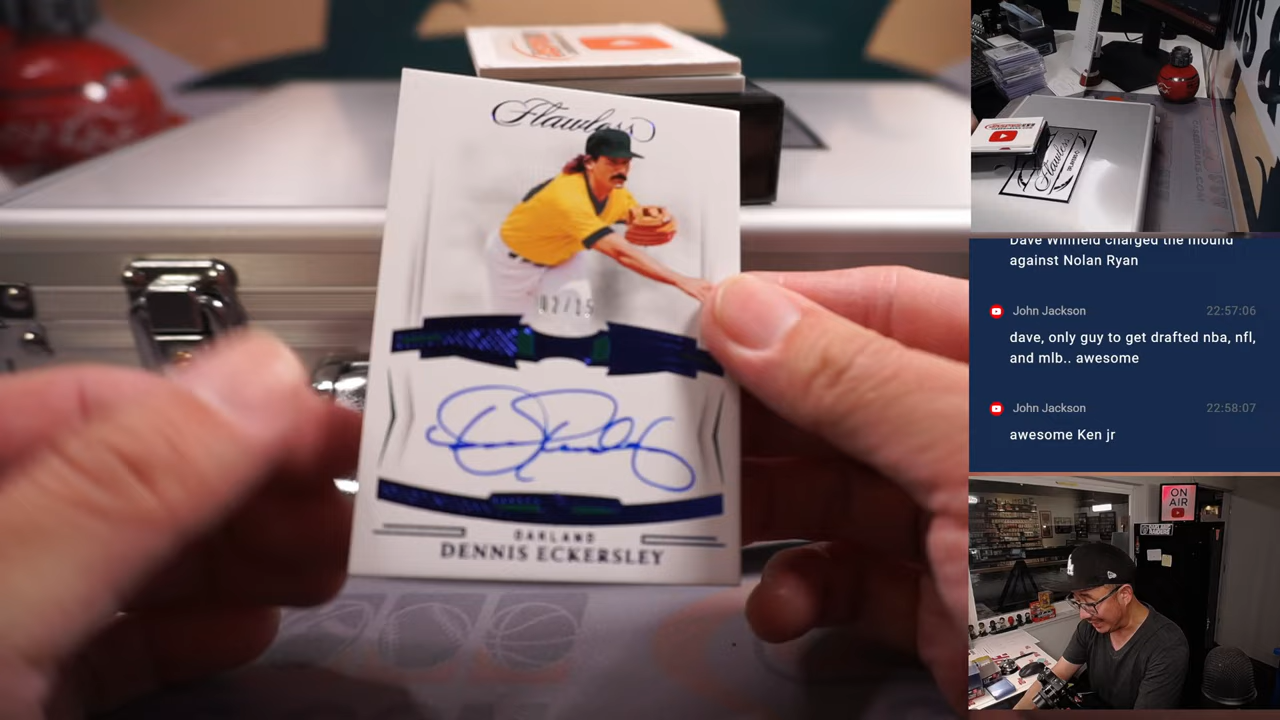 Flawless
02/15
OAKLAND
DENNIS ECKERSLEY
Flawless
Dave Winfield charged the mound
against Nolan Ryan
John Jackson 22:57:06
dave, only guy to get drafted nba, nfl,
and mlb.. awesome
John Jackson 22:58:07
awesome Ken jr
ON
AIR